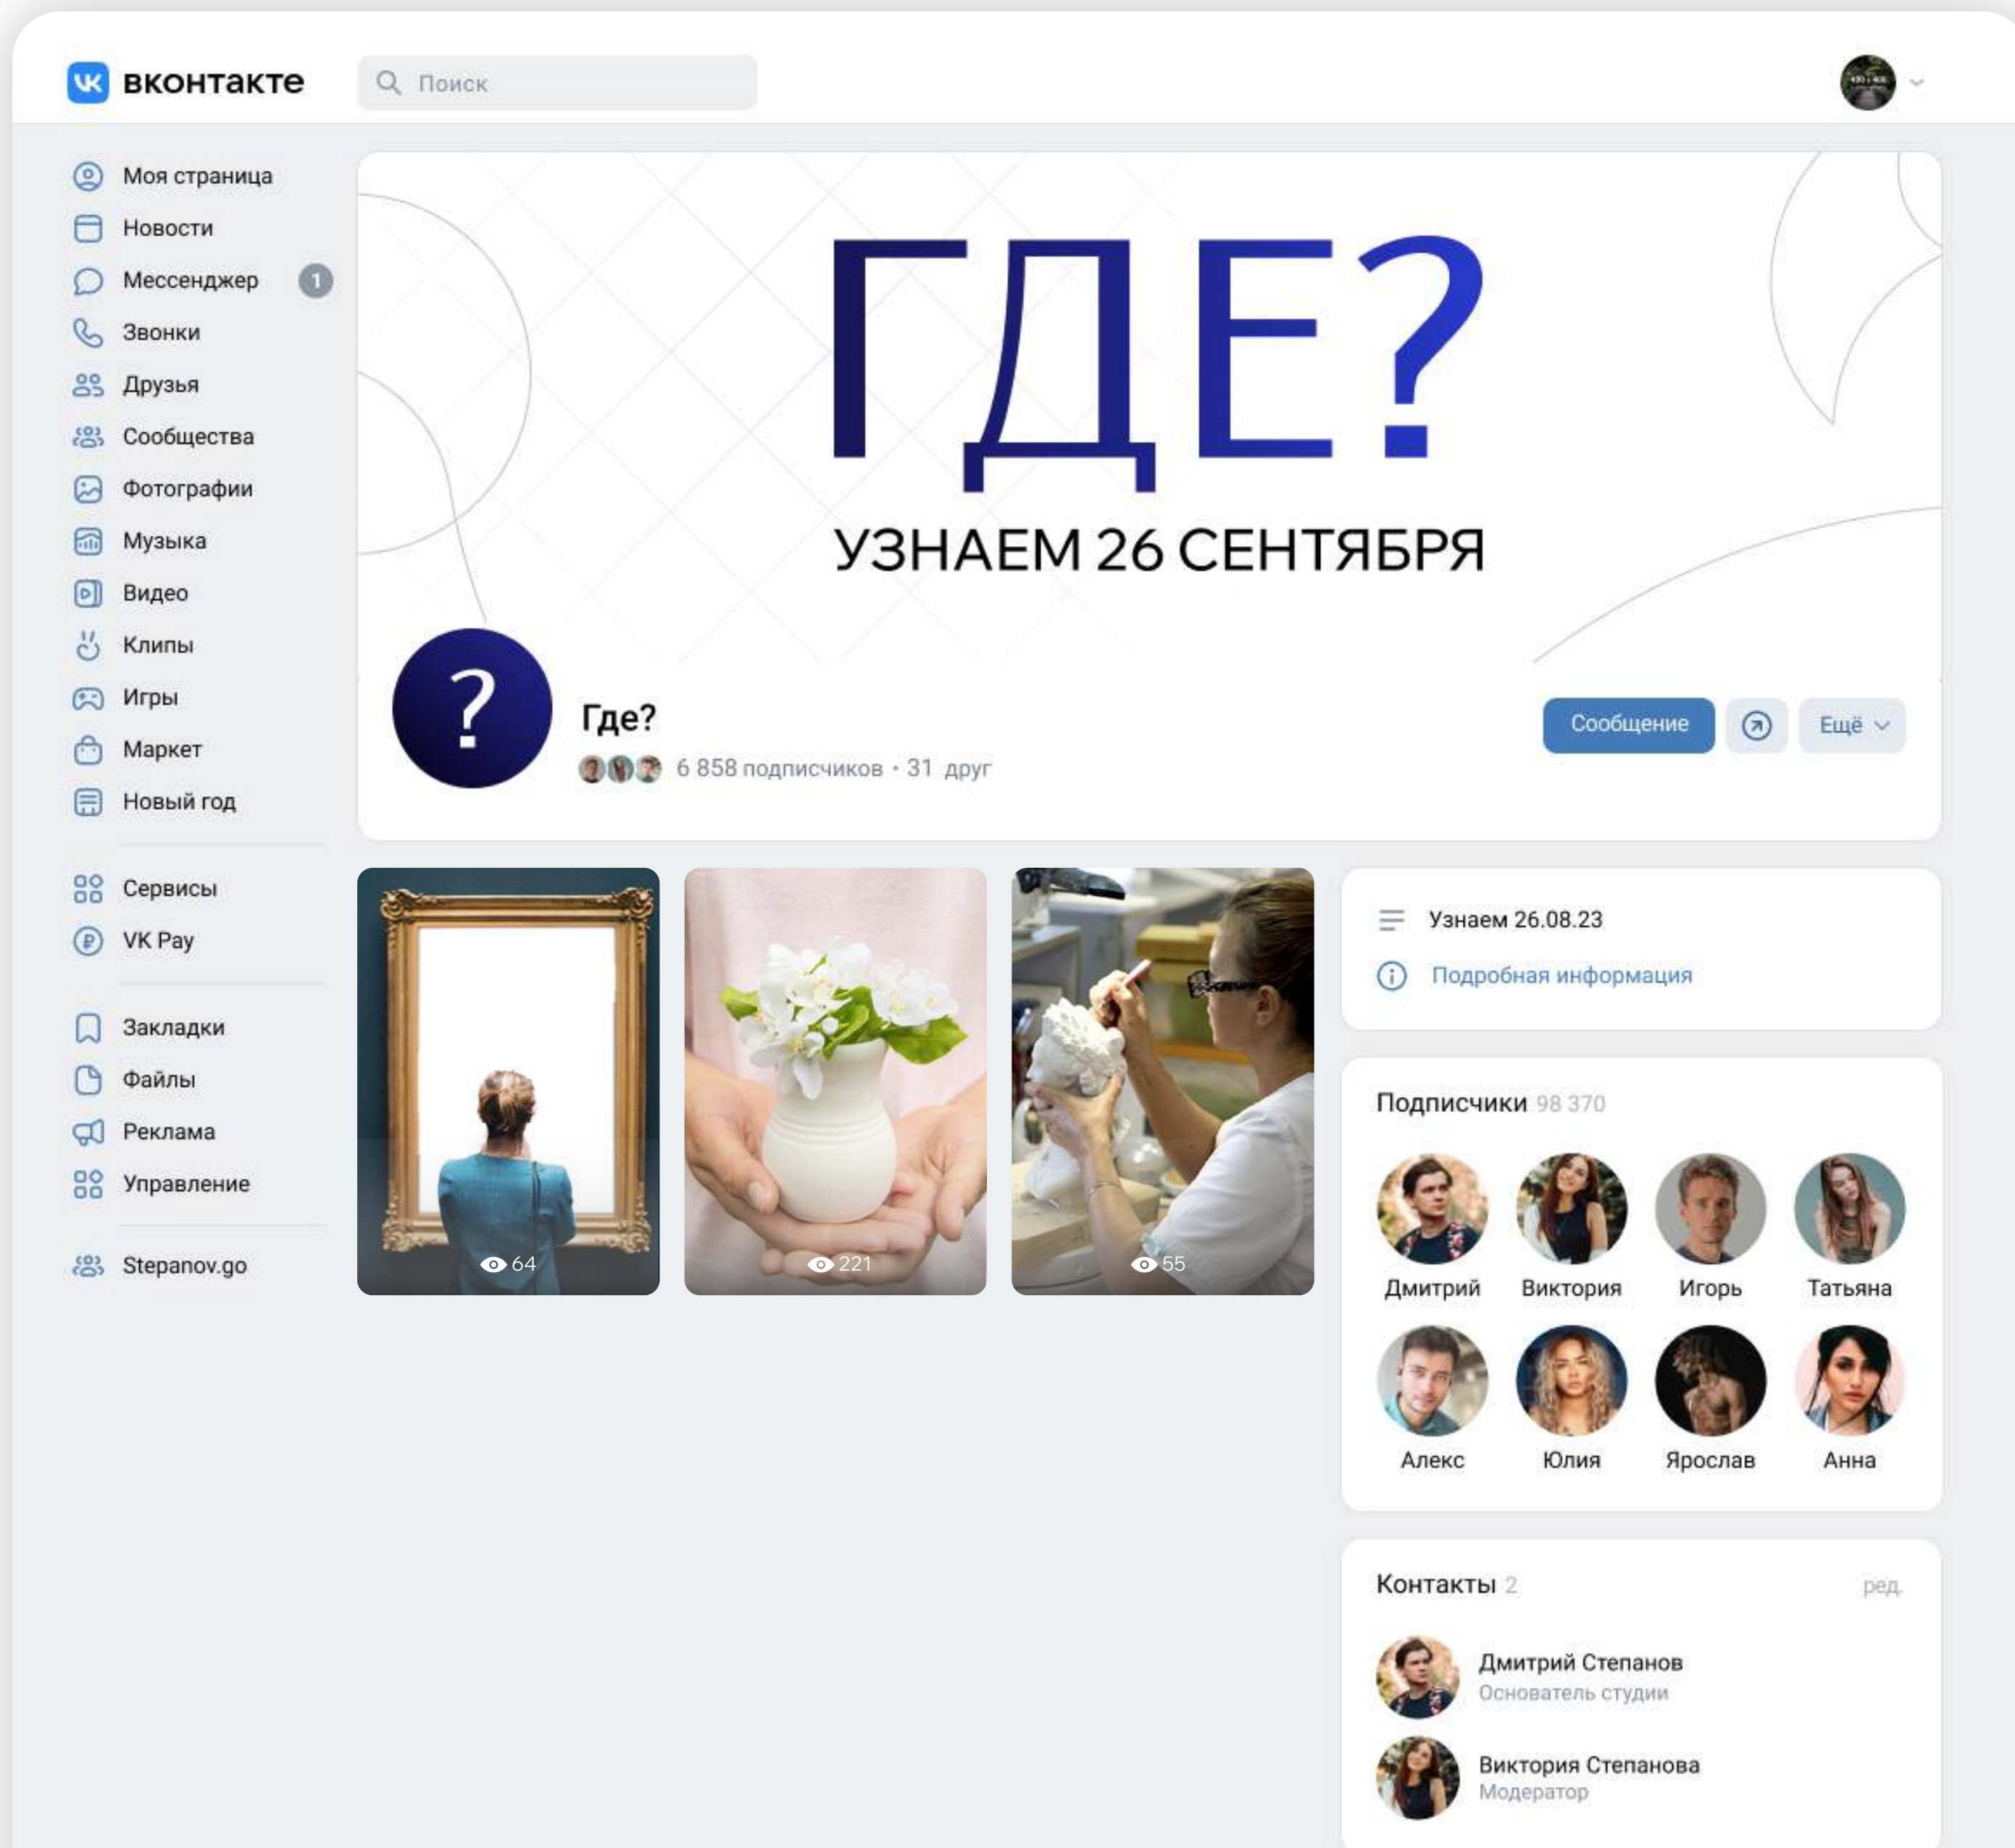 вконтакте
Поиск
Моя страница
Новости
Мессенджер 1
Звонки
Друзья
Сообщества
Фотографии
Музыка
Видео
Клипы
Игры
Маркет
Новый год
Сервисы
VK Pay
Закладки
Файлы
Реклама
Управление
Stepanov.go
ГДЕ?
УЗНАЕМ 26 СЕНТЯБРЯ
?
Где?
6 858 подписчиков · 31 друг
Сообщение
Ещё
64
221
55
Узнаем 26.08.23
Подробная информация
Подписчики 98 370
Дмитрий Виктория Игорь Татьяна
Алекс Юлия Ярослав Анна
Контакты 2 ред.
Дмитрий Степанов
Основатель студии
Виктория Степанова
Модератор